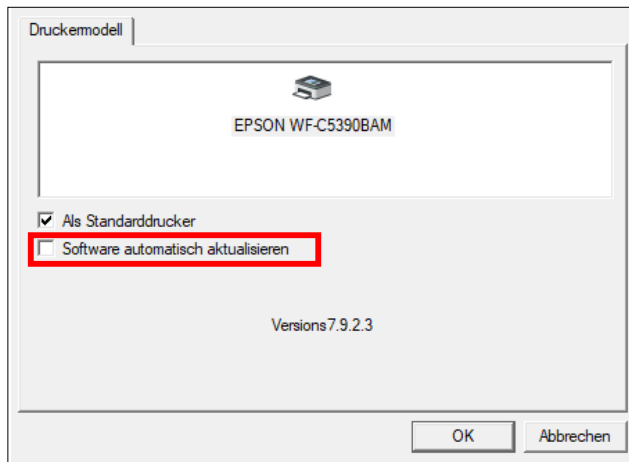 Druckermodell
EPSON WF-C5390BAM
Als Standarddrucker
Software automatisch aktualisieren
Versions7.9.2.3
OK
Abbrechen